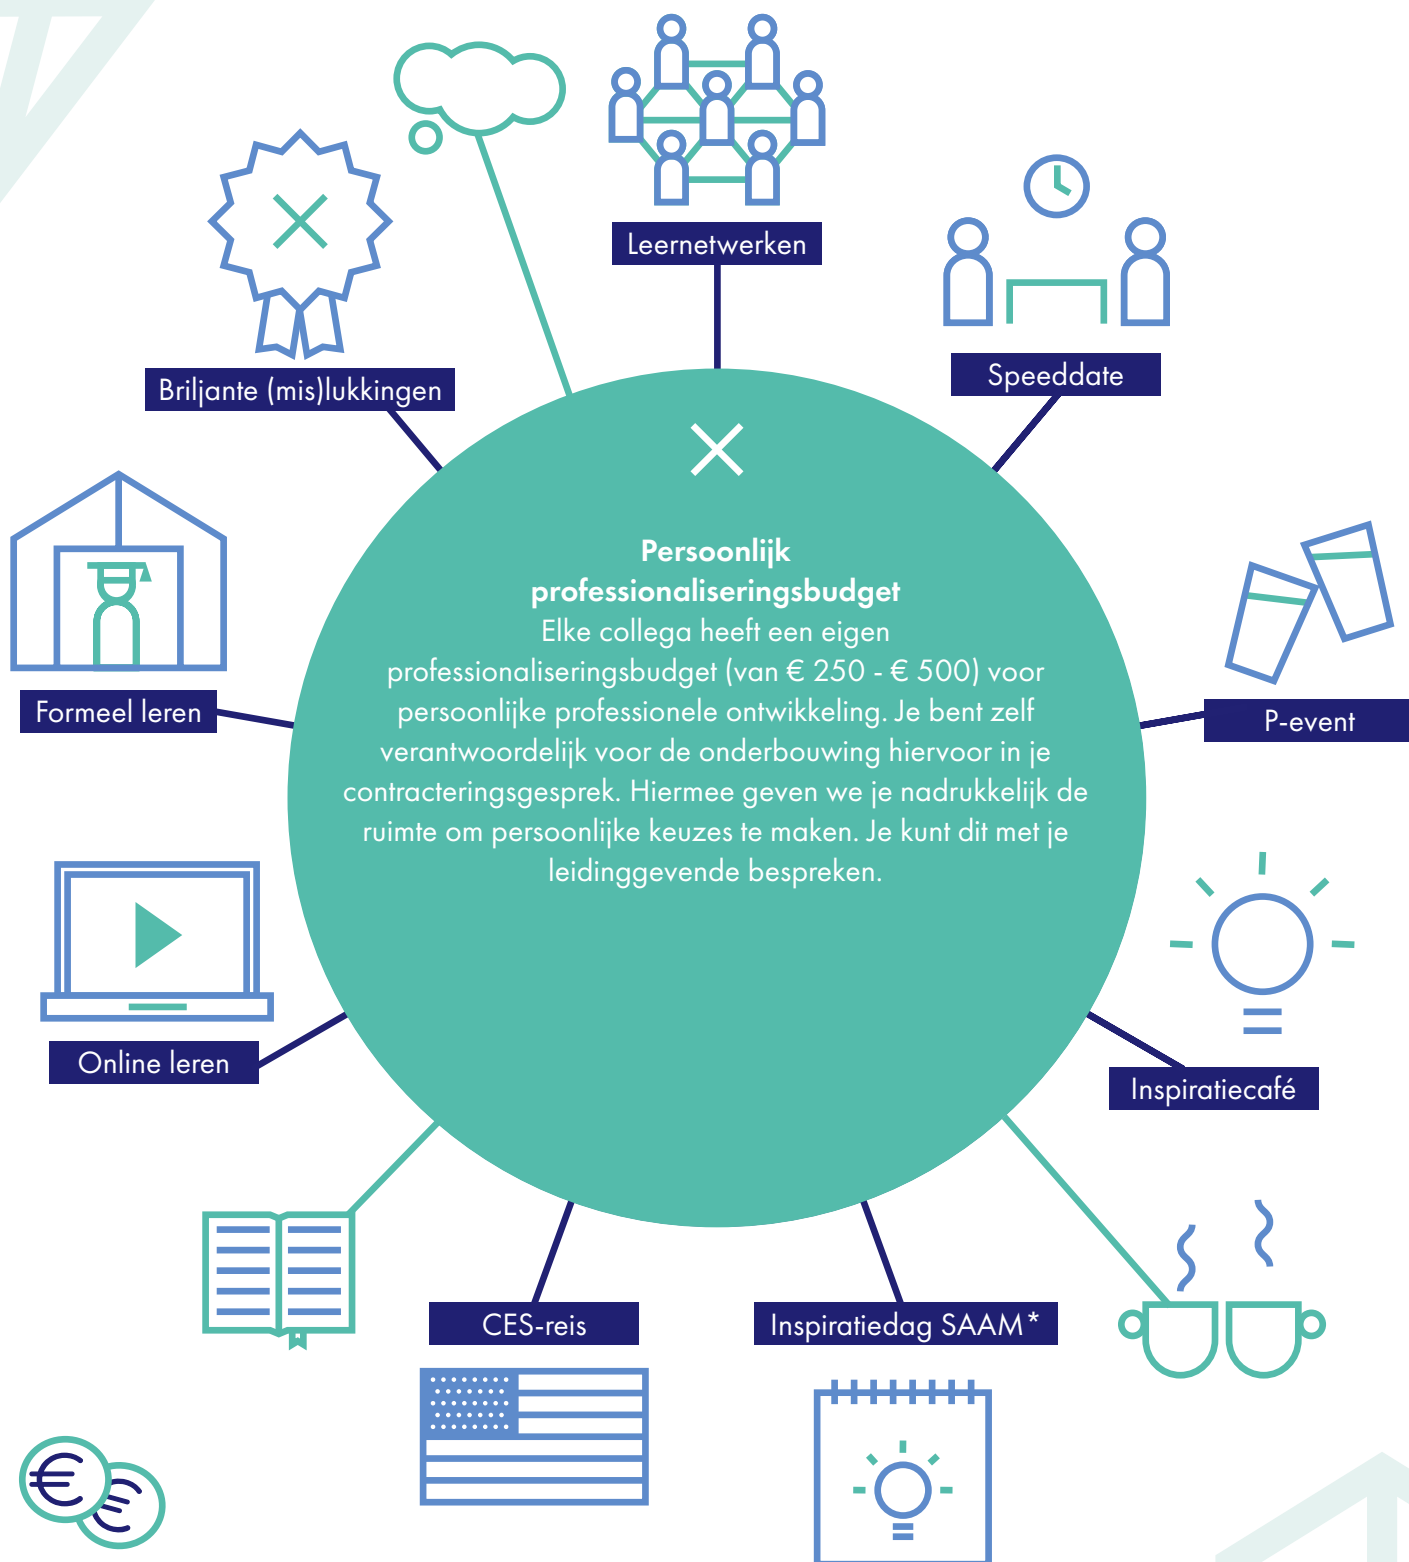 Leernetwerken
Speeddate
Briljante (mis)lukkingen
Persoonlijk
professionaliseringsbudget
Elke collega heeft een eigen
professionaliseringsbudget (van € 250 - € 500) voor
persoonlijke professionele ontwikkeling. Je bent zelf
verantwoordelijk voor de onderbouwing hiervoor in je
contracteringsgesprek. Hiermee geven we je nadrukkelijk de
ruimte om persoonlijke keuzes te maken. Je kunt dit met je
leidinggevende bespreken.
Formeel leren
P-event
Online leren
Inspiratiecafé
CES-reis
Inspiratiedag SAAM*
€
€